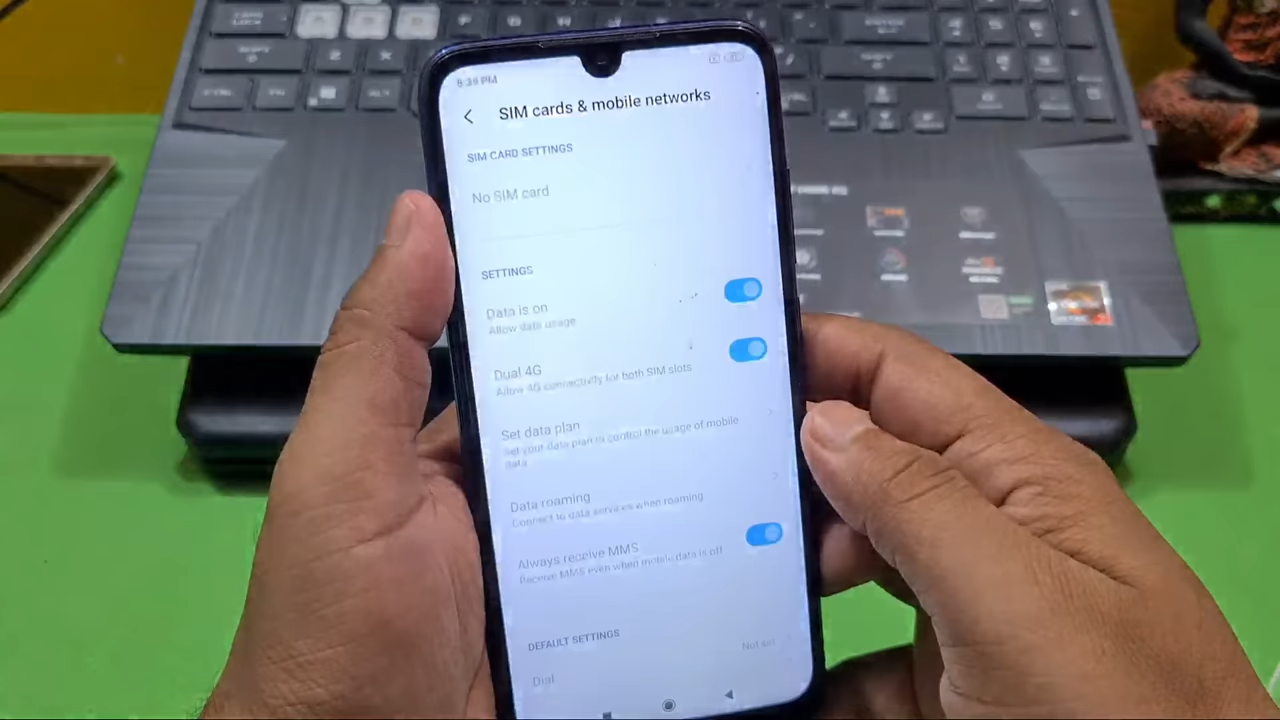 5:39 PM
SIM cards & mobile networks
SIM CARD SETTINGS
No SIM card
SETTINGS
Data is on
Allow data usage
Dual 4G
Allow 4G connectivity for both SIM slots
Set data plan
Set your data plan to control the usage of mobile
data
Data roaming
Connect to data services when roaming
Always receive MMS
Receive MMS even when mobile data is off
DEFAULT SETTINGS
Dial
Not set